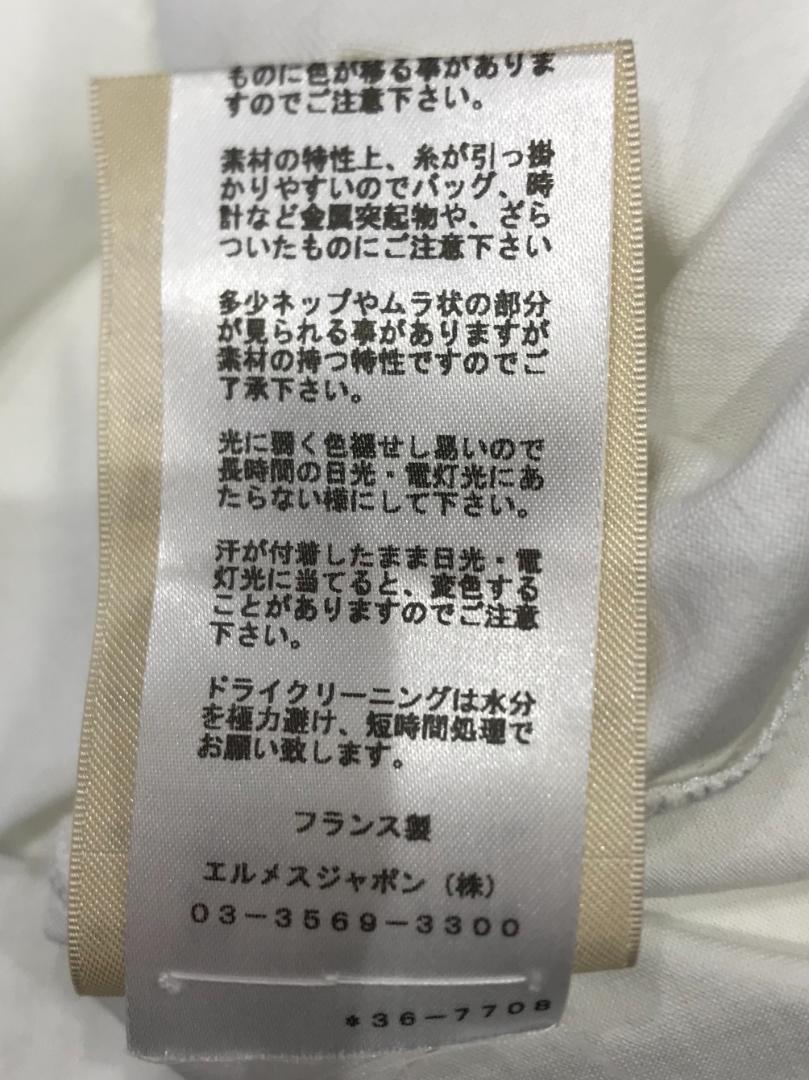 ものに色が移る事がありま
すのでご注意下さい。
素材の特性上、糸が引っ掛
かりやすいのでバッグ、時
計など金属突起物や、ざら
ついたものにご注意下さい
多少ネップやムラ状の部分
が見られる事がありますが
素材の持つ特性ですのでご
了承下さい。
光に弱く色褪せし易いので
長時間の日光・電灯光にあ
たらない様にして下さい。
汗が付着したまま日光・電
灯光に当てると、変色する
ことがありますのでご注意
下さい。
ドライクリーニングは水分
を極力避け、短時間処理で
お願い致します。
フランス製
エルメスジャポン（株）
03-3569-3300
*36-7708